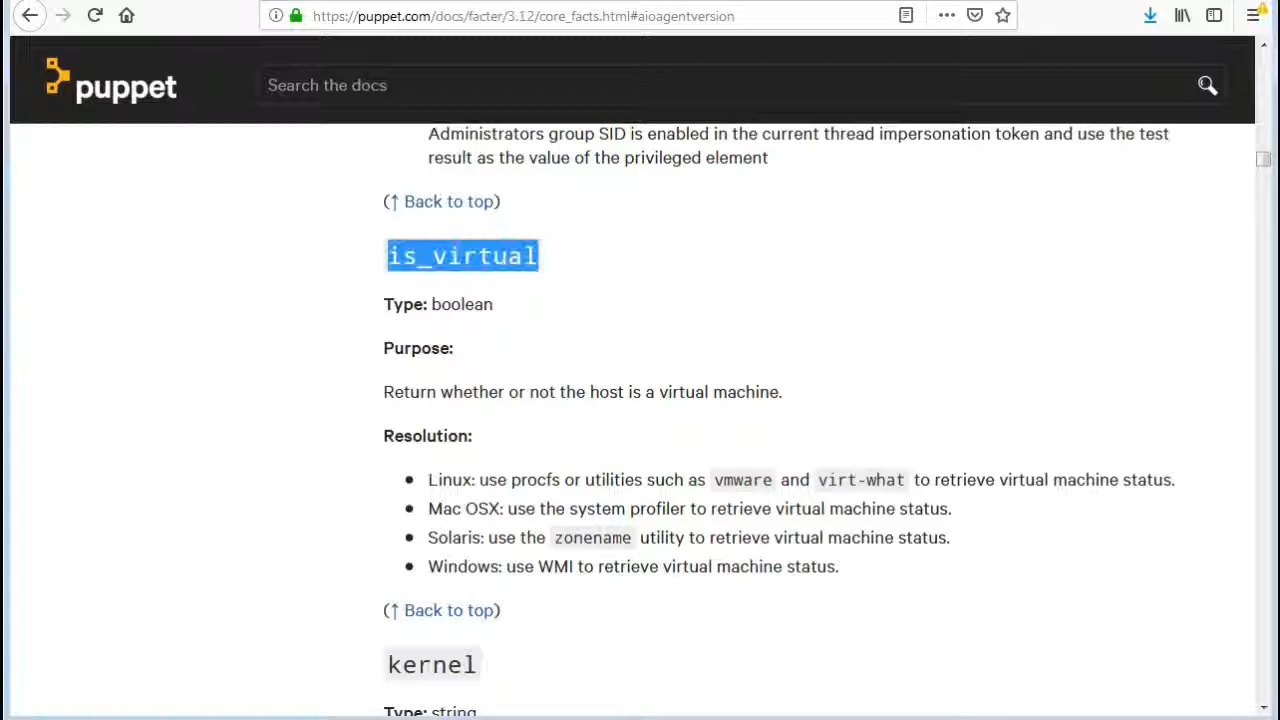 https://puppet.com/docs/facter/3.12/core_facts.html#aioagentversion
puppet
Search the docs
Administrators group SID is enabled in the current thread impersonation token and use the test
result as the value of the privileged element
(↑ Back to top)
is_virtual
Type: boolean
Purpose:
Return whether or not the host is a virtual machine.
Resolution:
• Linux: use procfs or utilities such as vmware and virt-what to retrieve virtual machine status.
• Mac OSX: use the system profiler to retrieve virtual machine status.
• Solaris: use the zonename utility to retrieve virtual machine status.
• Windows: use WMI to retrieve virtual machine status.
(↑ Back to top)
kernel
Type: string